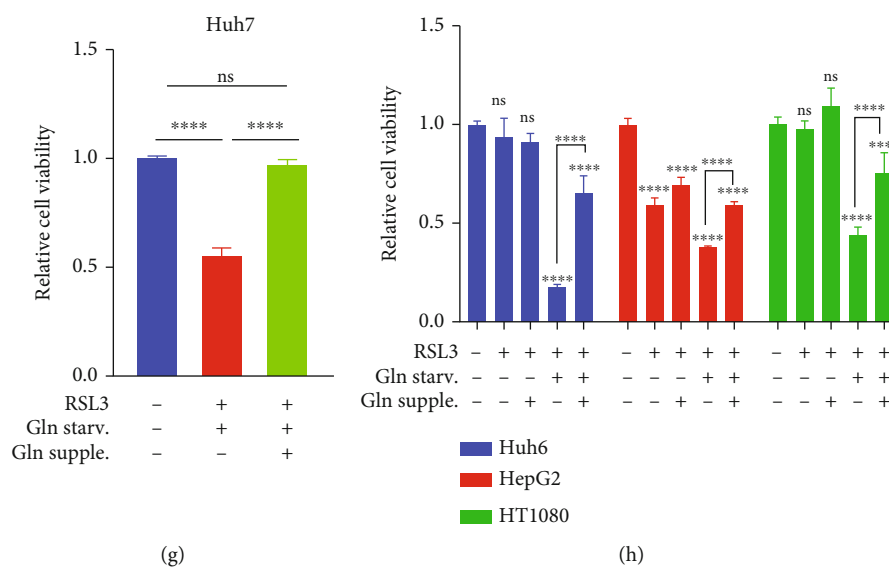 Huh7
Relative cell viability
1.5
1.0
0.5
0.0
ns
**** ****
RSL3 – + +
Gln starv. – + +
Gln supple. – – +
(g)
Relative cell viability
1.5
1.0
0.5
0.0
ns ns **** **** ****
**** **** **** **** ****
ns ns **** **** ***
RSL3 – + + + + – + + + + – + + + +
Gln starv. – – – + + – – – + + – – – + +
Gln supple. – – + – + – – + – + – – + – +
Huh6
HepG2
HT1080
(h)